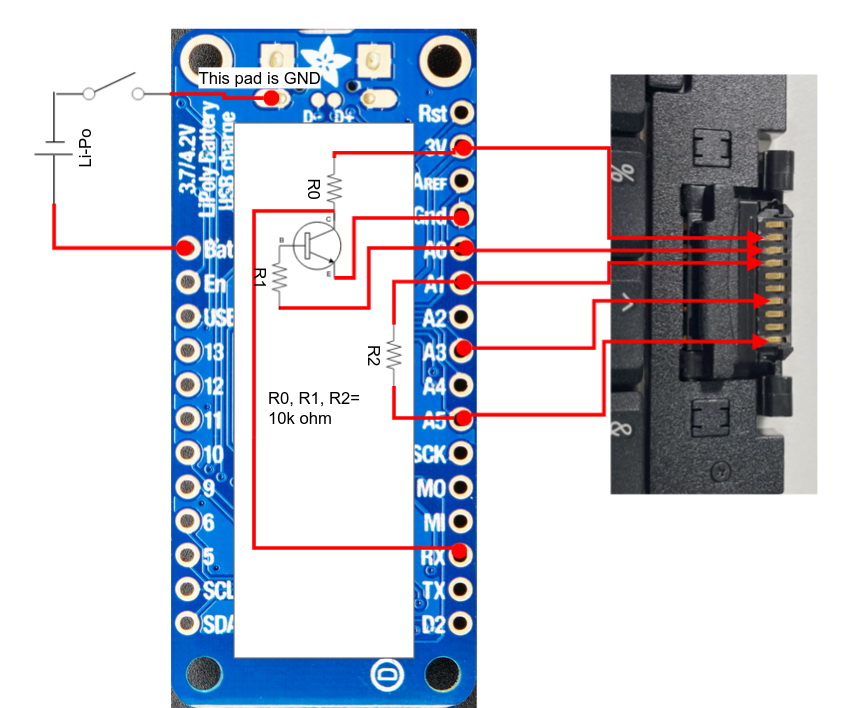 This pad is GND
D- D+
Rst
3V
AREF
Gnd
A0
A1
A2
A3
A4
A5
SCK
MO
MI
RX
TX
D2
3.7/4.2V
LiPoly Battery
USB charge
Li-Po
Bat
En
USB
13
12
11
10
9
6
5
SCL
SDA
R0
C
B
E
R1
R2
R0, R1, R2=
10k ohm
D
%
&